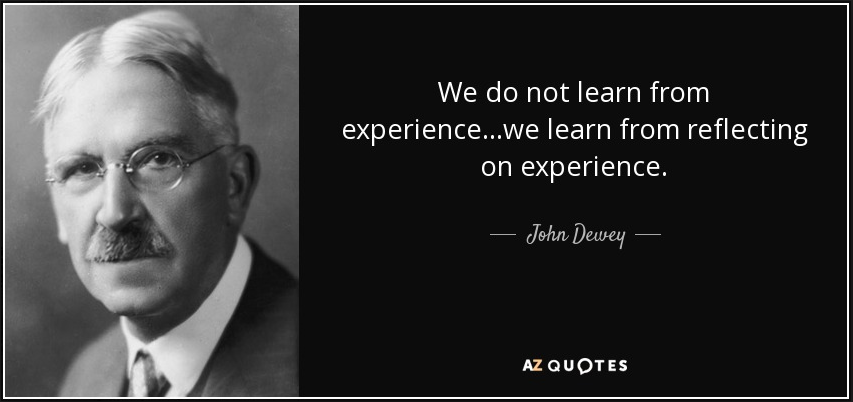 We do not learn from
experience...we learn from reflecting
on experience.
John Dewey
AZ QUOTES